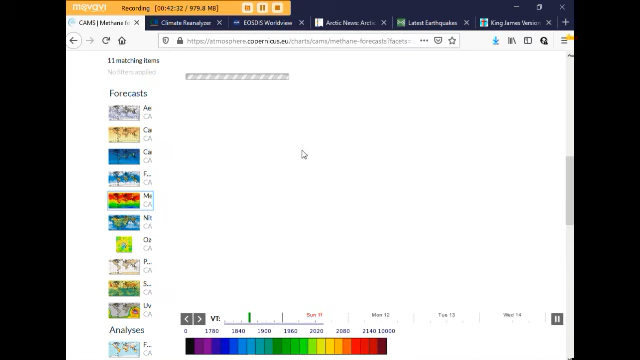 movavi Recording 00:42:32 / 979.8 MB
CAMS | Methane f
Climate Reanalyzer
EOSDIS Worldview
Arctic News: Arctic
Latest Earthquakes
King James Version
https://atmosphere.copernicus.eu/charts/cams/methane-forecasts?facets=
11 matching items
No filters applied
Forecasts
Ae
CA
Ca
CA
Ca
CA
F...
CA
Me
CA
Nit
CA
Oz
CA
P...
CA
S...
CA
Uv
CA
Analyses
F...
CA
VT:
Sun 11
Mon 12
Tue 13
Wed 14
0 1780 1840 1900 1960 2020 2080 2140 10000